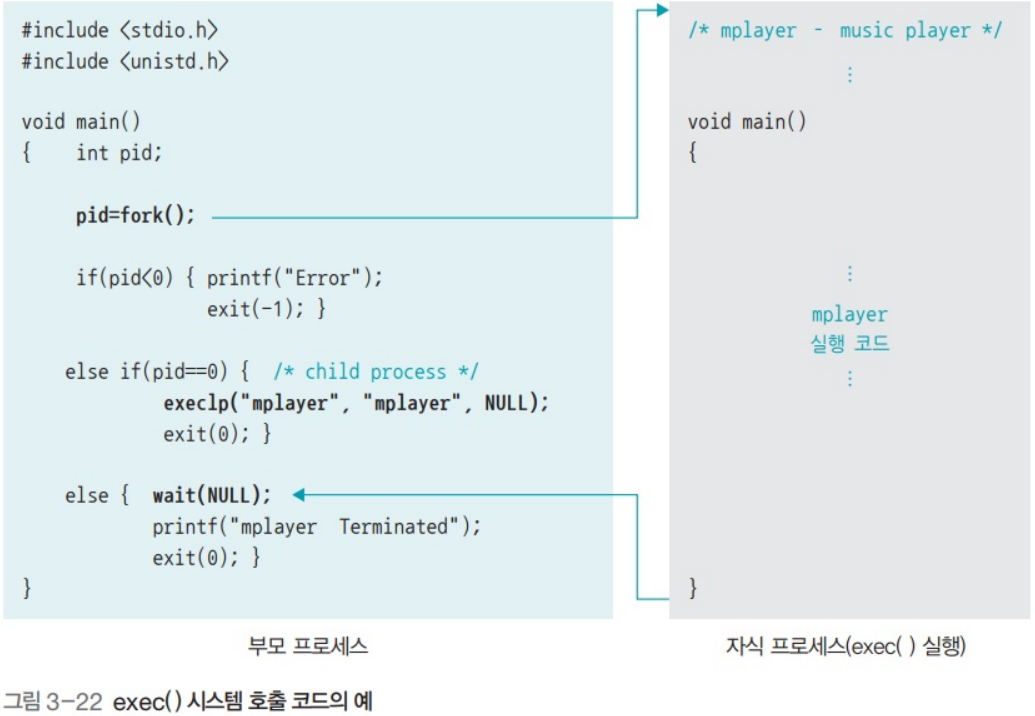 #include <stdio.h>
#include <unistd.h>
void main()
{ int pid;
pid=fork();
if(pid<0) { printf("Error");
exit(-1); }
else if(pid==0) { /* child process */
execlp("mplayer", "mplayer", NULL);
exit(0); }
else { wait(NULL);
printf("mplayer Terminated");
exit(0); }
}
부모 프로세스
/* mplayer - music player */
⋮
void main()
{
⋮
mplayer
실행 코드
⋮
}
자식 프로세스(exec( ) 실행)
그림 3-22 exec( ) 시스템 호출 코드의 예